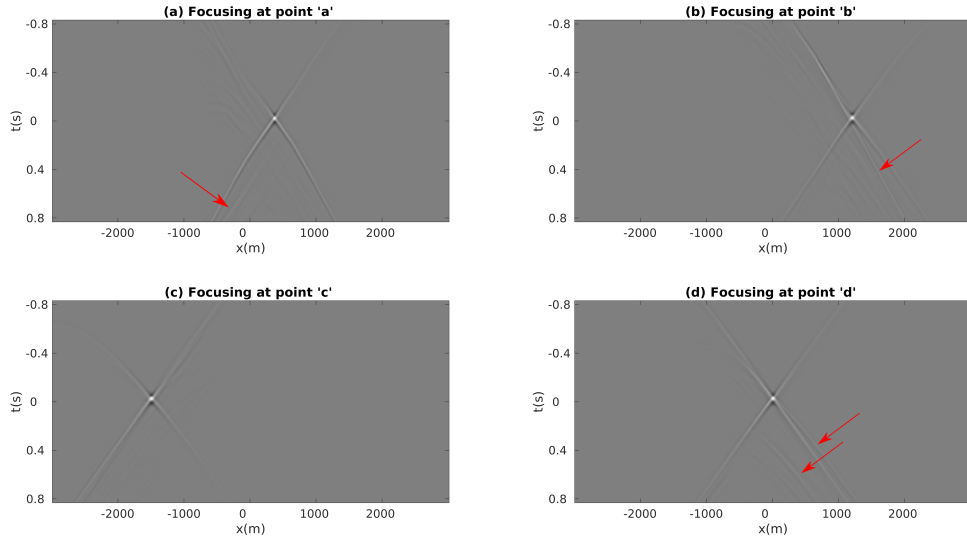 (a) Focusing at point 'a'
-0.8
-0.4
0
0.4
0.8
t(s)
-2000 -1000 0 1000 2000
x(m)
(b) Focusing at point 'b'
-0.8
-0.4
0
0.4
0.8
t(s)
-2000 -1000 0 1000 2000
x(m)
(c) Focusing at point 'c'
-0.8
-0.4
0
0.4
0.8
t(s)
-2000 -1000 0 1000 2000
x(m)
(d) Focusing at point 'd'
-0.8
-0.4
0
0.4
0.8
t(s)
-2000 -1000 0 1000 2000
x(m)